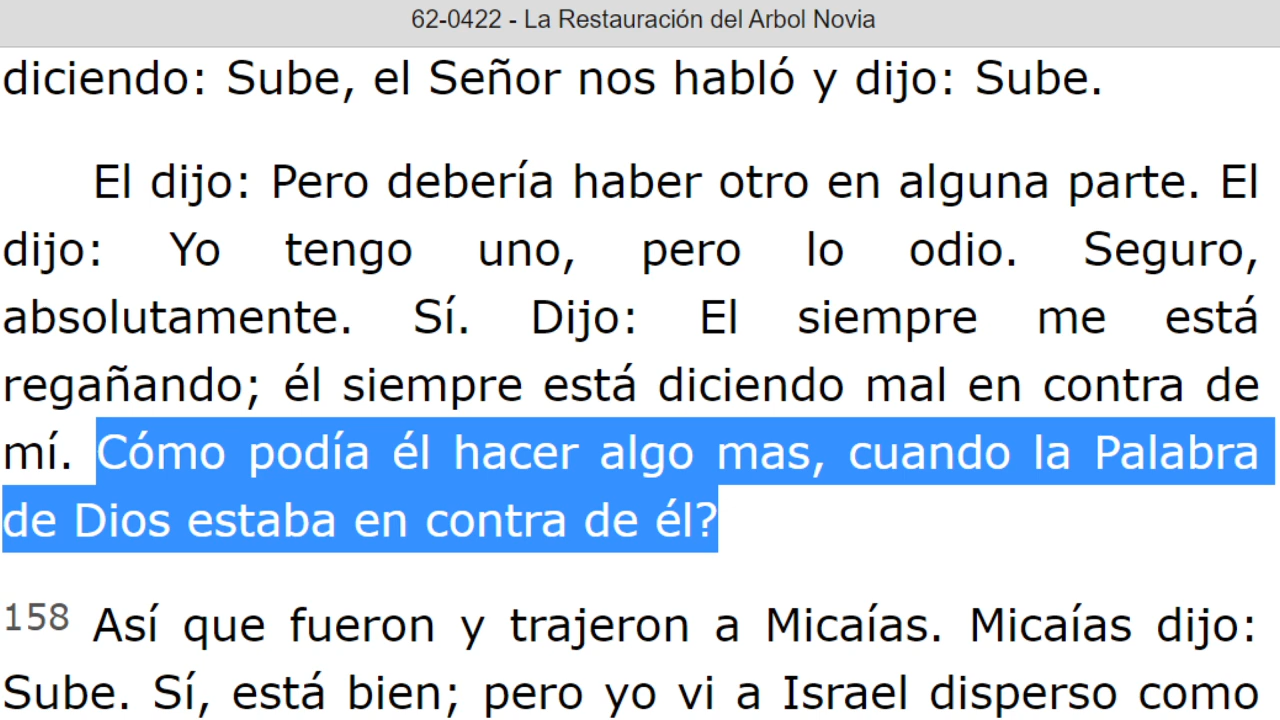 62-0422 - La Restauración del Arbol Novia
diciendo: Sube, el Señor nos habló y dijo: Sube.
El dijo: Pero debería haber otro en alguna parte. El
dijo: Yo tengo uno, pero lo odio. Seguro,
absolutamente. Sí. Dijo: El siempre me está
regañando; él siempre está diciendo mal en contra de
mí. Cómo podía él hacer algo mas, cuando la Palabra
de Dios estaba en contra de él?
158 Así que fueron y trajeron a Micaías. Micaías dijo:
Sube. Sí, está bien; pero yo vi a Israel disperso como